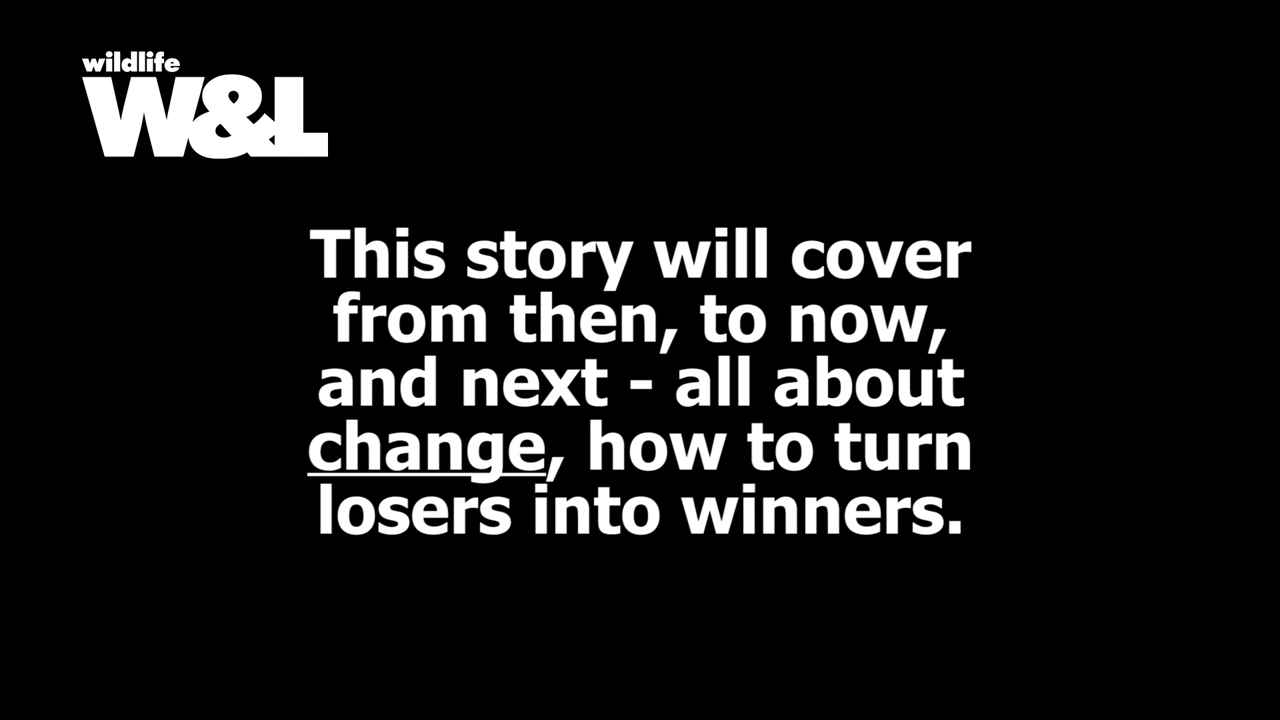 wildlife
W&L
This story will cover
from then, to now,
and next - all about
change, how to turn
losers into winners.